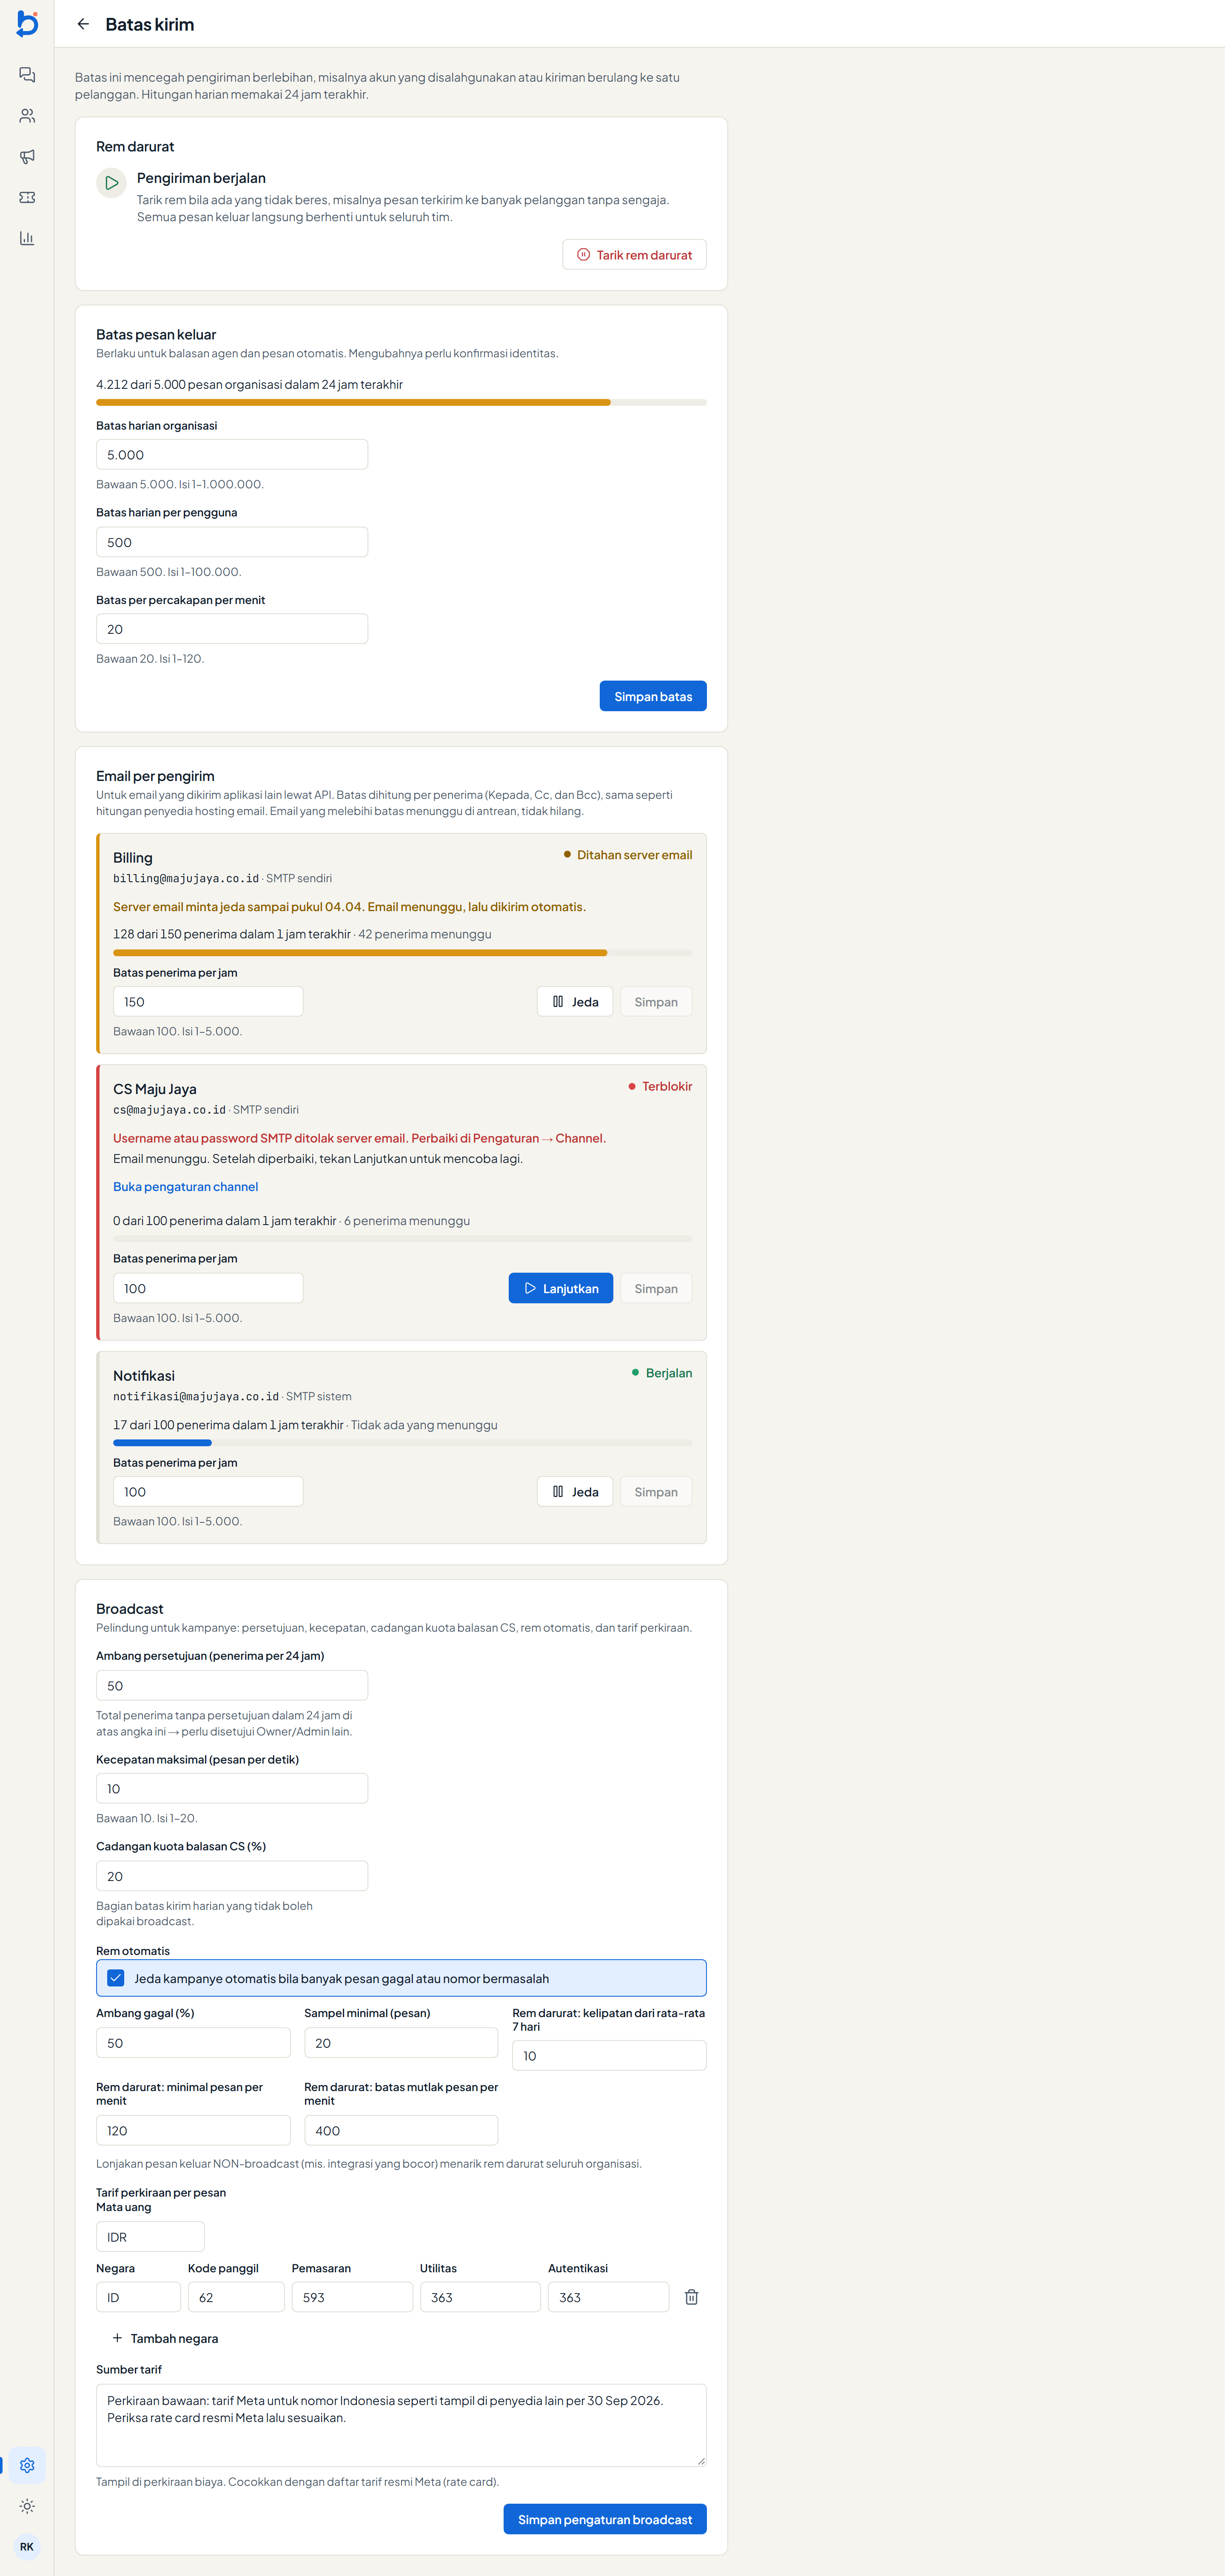 Batas kirim
Batas ini mencegah pengiriman berlebihan, misalnya akun yang disalahgunakan atau kiriman berulang ke satu
pelanggan. Hitungan harian memakai 24 jam terakhir.
Rem darurat
Pengiriman berjalan
Tarik rem bila ada yang tidak beres, misalnya pesan terkirim ke banyak pelanggan tanpa sengaja.
Semua pesan keluar langsung berhenti untuk seluruh tim.
Tarik rem darurat
Batas pesan keluar
Berlaku untuk balasan agen dan pesan otomatis. Mengubahnya perlu konfirmasi identitas.
4.212 dari 5.000 pesan organisasi dalam 24 jam terakhir
Batas harian organisasi
5.000
Bawaan 5.000. Isi 1–1.000.000.
Batas harian per pengguna
500
Bawaan 500. Isi 1–100.000.
Batas per percakapan per menit
20
Bawaan 20. Isi 1–120.
Simpan batas
Email per pengirim
Untuk email yang dikirim aplikasi lain lewat API. Batas dihitung per penerima (Kepada, Cc, dan Bcc), sama seperti
hitungan penyedia hosting email. Email yang melebihi batas menunggu di antrean, tidak hilang.
Billing
Ditahan server email
billing@majujaya.co.id · SMTP sendiri
Server email minta jeda sampai pukul 04.04. Email menunggu, lalu dikirim otomatis.
128 dari 150 penerima dalam 1 jam terakhir · 42 penerima menunggu
Batas penerima per jam
150
Jeda
Simpan
Bawaan 100. Isi 1–5.000.
CS Maju Jaya
Terblokir
cs@majujaya.co.id · SMTP sendiri
Username atau password SMTP ditolak server email. Perbaiki di Pengaturan → Channel.
Email menunggu. Setelah diperbaiki, tekan Lanjutkan untuk mencoba lagi.
Buka pengaturan channel
0 dari 100 penerima dalam 1 jam terakhir · 6 penerima menunggu
Batas penerima per jam
100
Lanjutkan
Simpan
Bawaan 100. Isi 1–5.000.
Notifikasi
Berjalan
notifikasi@majujaya.co.id · SMTP sistem
17 dari 100 penerima dalam 1 jam terakhir · Tidak ada yang menunggu
Batas penerima per jam
100
Jeda
Simpan
Bawaan 100. Isi 1–5.000.
Broadcast
Pelindung untuk kampanye: persetujuan, kecepatan, cadangan kuota balasan CS, rem otomatis, dan tarif perkiraan.
Ambang persetujuan (penerima per 24 jam)
50
Total penerima tanpa persetujuan dalam 24 jam di
atas angka ini → perlu disetujui Owner/Admin lain.
Kecepatan maksimal (pesan per detik)
10
Bawaan 10. Isi 1–20.
Cadangan kuota balasan CS (%)
20
Bagian batas kirim harian yang tidak boleh
dipakai broadcast.
Rem otomatis
Jeda kampanye otomatis bila banyak pesan gagal atau nomor bermasalah
Ambang gagal (%)
50
Sampel minimal (pesan)
20
Rem darurat: kelipatan dari rata-rata
7 hari
10
Rem darurat: minimal pesan per
menit
120
Rem darurat: batas mutlak pesan per
menit
400
Lonjakan pesan keluar NON-broadcast (mis. integrasi yang bocor) menarik rem darurat seluruh organisasi.
Tarif perkiraan per pesan
Mata uang
IDR
Negara Kode panggil Pemasaran Utilitas Autentikasi
ID 62 593 363 363
Tambah negara
Sumber tarif
Perkiraan bawaan: tarif Meta untuk nomor Indonesia seperti tampil di penyedia lain per 30 Sep 2026.
Periksa rate card resmi Meta lalu sesuaikan.
Tampil di perkiraan biaya. Cocokkan dengan daftar tarif resmi Meta (rate card).
Simpan pengaturan broadcast
RK